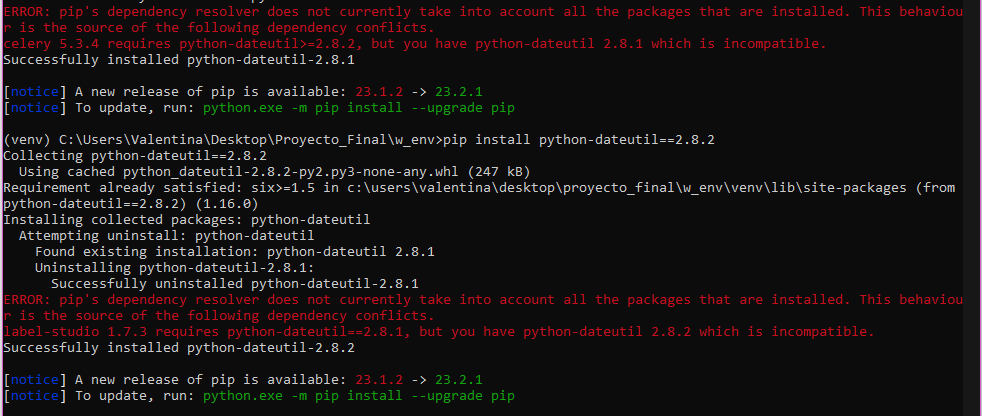 ERROR: pip's dependency resolver does not currently take into account all the packages that are installed. This behaviou
r is the source of the following dependency conflicts.
celery 5.3.4 requires python-dateutil>=2.8.2, but you have python-dateutil 2.8.1 which is incompatible.
Successfully installed python-dateutil-2.8.1
[notice] A new release of pip is available: 23.1.2 -> 23.2.1
[notice] To update, run: python.exe -m pip install --upgrade pip
(venv) C:\Users\Valentina\Desktop\Proyecto_Final\w_env>pip install python-dateutil==2.8.2
Collecting python-dateutil==2.8.2
  Using cached python_dateutil-2.8.2-py2.py3-none-any.whl (247 kB)
Requirement already satisfied: six>=1.5 in c:\users\valentina\desktop\proyecto_final\w_env\venv\lib\site-packages (from
python-dateutil==2.8.2) (1.16.0)
Installing collected packages: python-dateutil
  Attempting uninstall: python-dateutil
    Found existing installation: python-dateutil 2.8.1
    Uninstalling python-dateutil-2.8.1:
      Successfully uninstalled python-dateutil-2.8.1
ERROR: pip's dependency resolver does not currently take into account all the packages that are installed. This behaviou
r is the source of the following dependency conflicts.
label-studio 1.7.3 requires python-dateutil==2.8.1, but you have python-dateutil 2.8.2 which is incompatible.
Successfully installed python-dateutil-2.8.2
[notice] A new release of pip is available: 23.1.2 -> 23.2.1
[notice] To update, run: python.exe -m pip install --upgrade pip